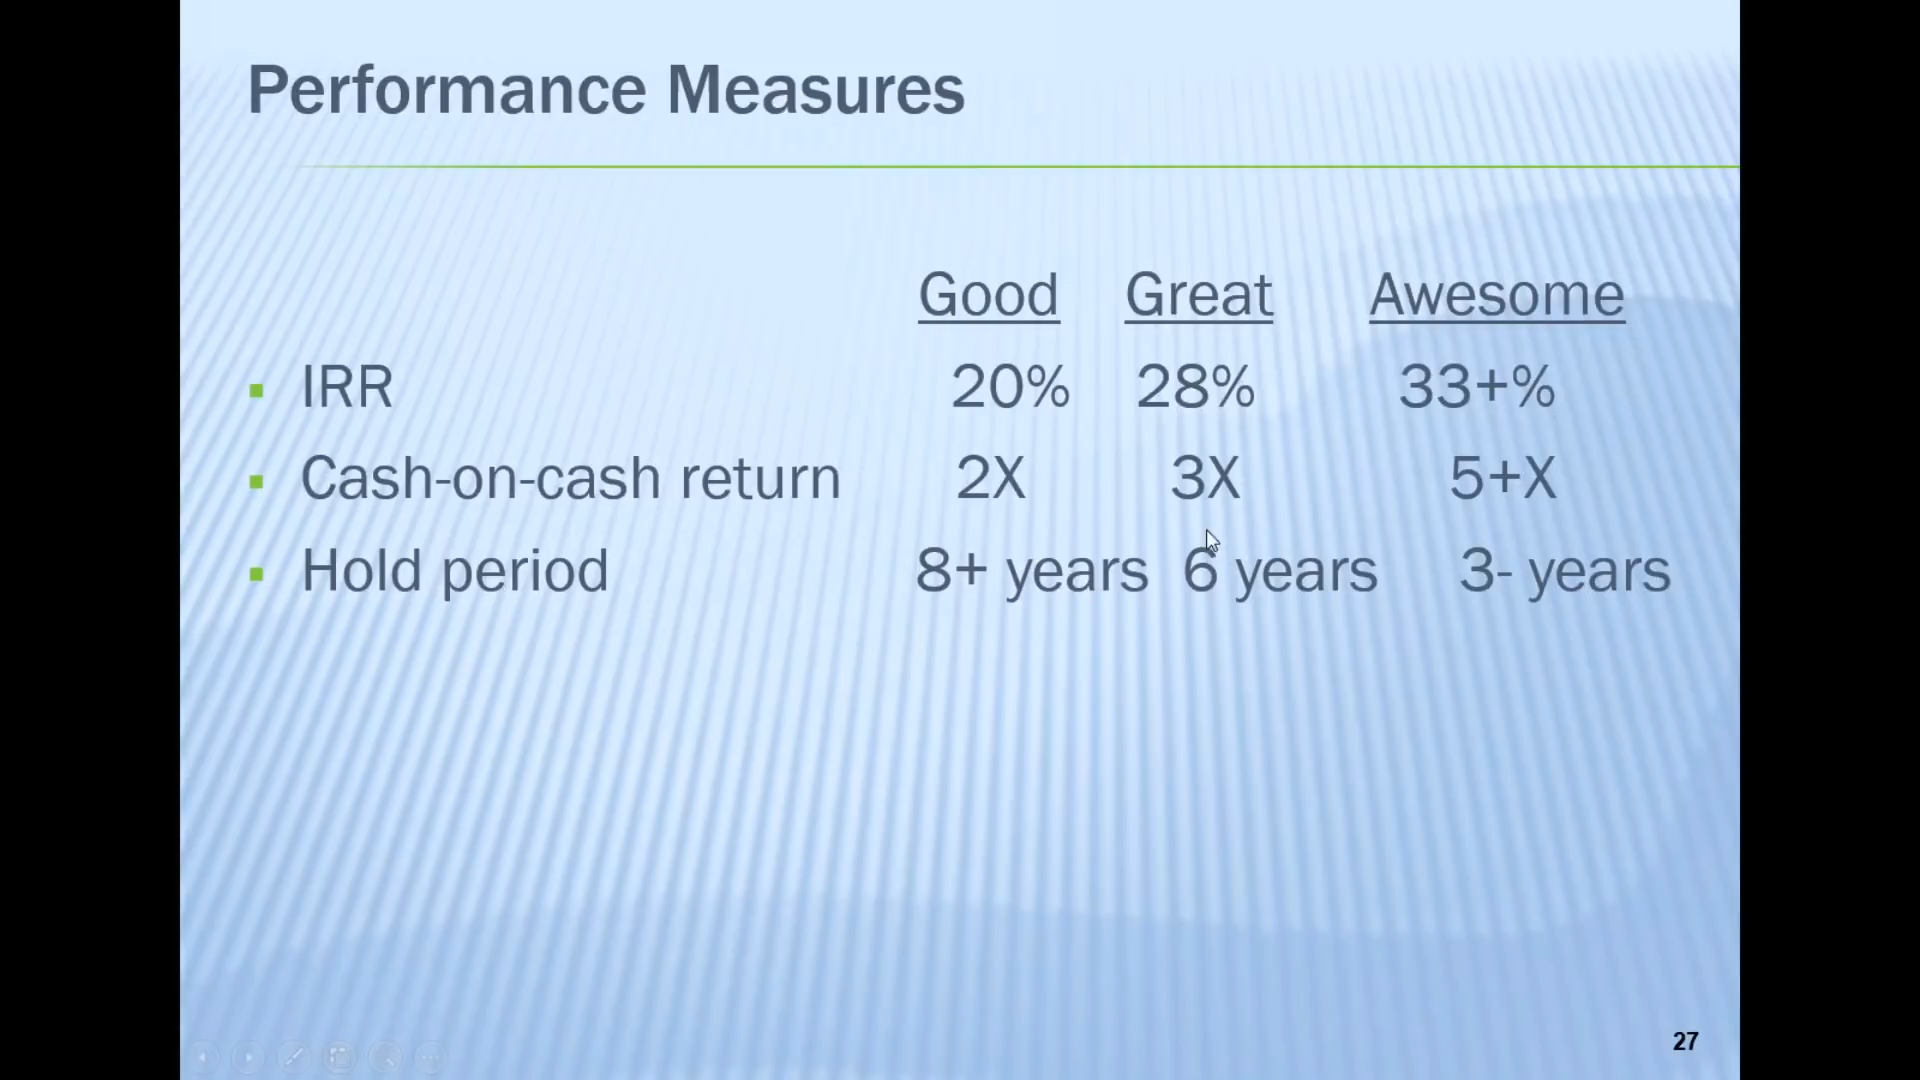 Performance Measures
Good Great Awesome
IRR 20% 28% 33+%
Cash-on-cash return 2X 3X 5+X
Hold period 8+ years 6 years 3- years
27